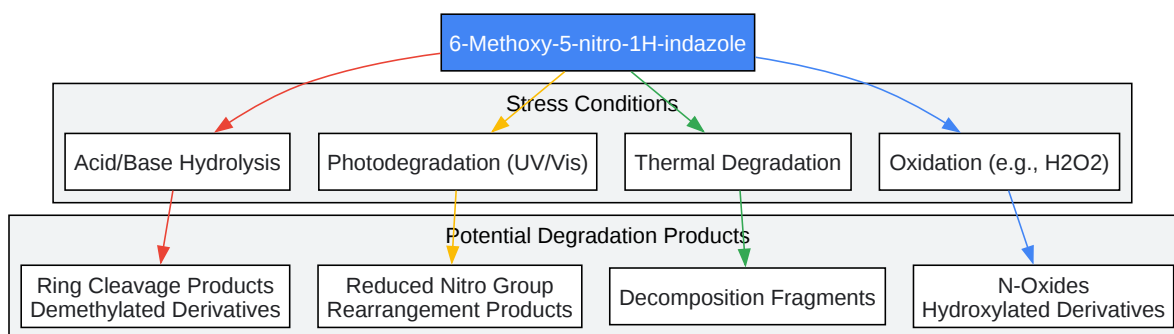 6-Methoxy-5-nitro-1H-indazole
Stress Conditions
Acid/Base Hydrolysis
Photodegradation (UV/Vis)
Thermal Degradation
Oxidation (e.g., H2O2)
Potential Degradation Products
Ring Cleavage Products
Demethylated Derivatives
Reduced Nitro Group
Rearrangement Products
Decomposition Fragments
N-Oxides
Hydroxylated Derivatives